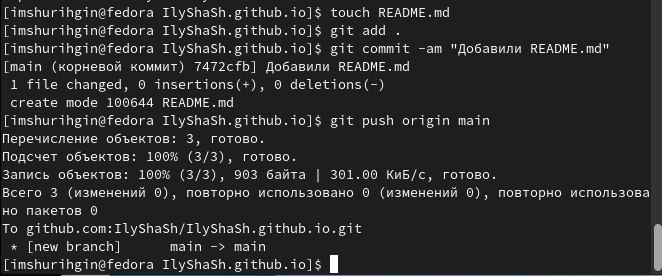 [imshurihgin@fedora IlyShaSh.github.io]$ touch README.md
[imshurihgin@fedora IlyShaSh.github.io]$ git add .
[imshurihgin@fedora IlyShaSh.github.io]$ git commit -am "Добавили README.md"
[main (корневой коммит) 7472cfb] Добавили README.md
 1 file changed, 0 insertions(+), 0 deletions(-)
 create mode 100644 README.md
[imshurihgin@fedora IlyShaSh.github.io]$ git push origin main
Перечисление объектов: 3, готово.
Подсчет объектов: 100% (3/3), готово.
Запись объектов: 100% (3/3), 903 байта | 301.00 КиБ/с, готово.
Всего 3 (изменений 0), повторно использовано 0 (изменений 0), повторно использова
но пакетов 0
To github.com:IlyShaSh/IlyShaSh.github.io.git
 * [new branch]      main -> main
[imshurihgin@fedora IlyShaSh.github.io]$